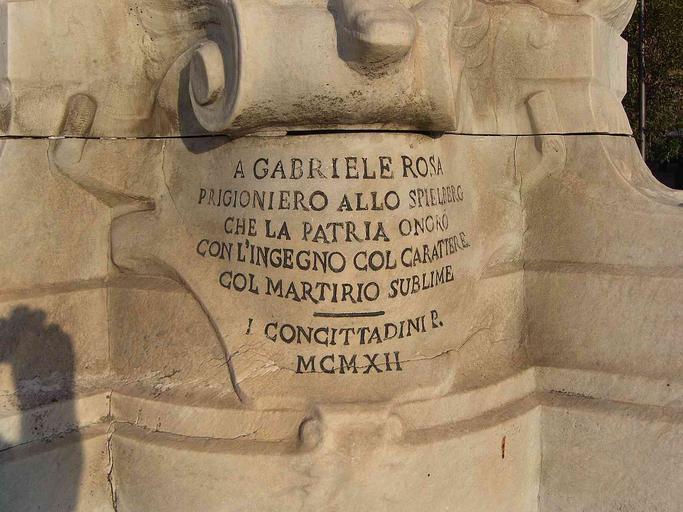 A GABRIELE ROSA
PRIGIONIERO ALLO SPIELBERG
CHE LA PATRIA ONORÒ
CON L'INGEGNO COL CARATTERE
COL MARTIRIO SUBLIME
I CONCITTADINI P.
MCMXII